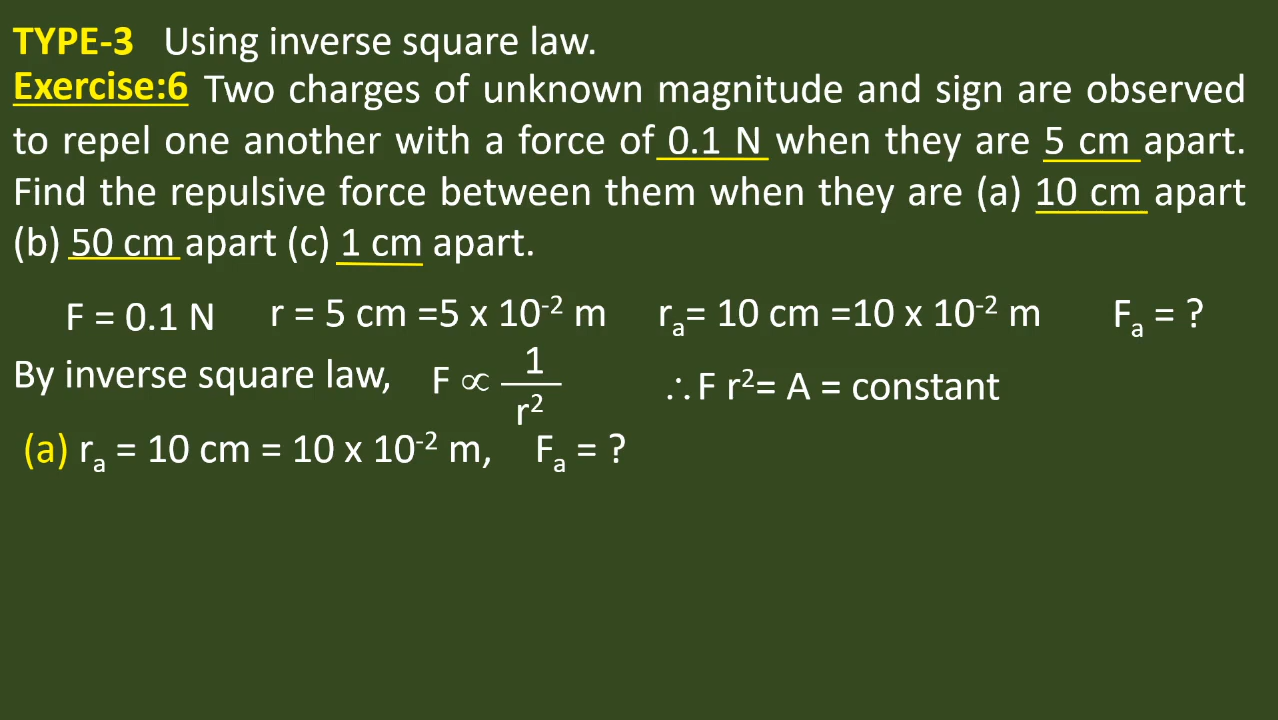 TYPE-3 Using inverse square law.
Exercise:6 Two charges of unknown magnitude and sign are observed
to repel one another with a force of 0.1 N when they are 5 cm apart.
Find the repulsive force between them when they are (a) 10 cm apart
(b) 50 cm apart (c) 1 cm apart.
F = 0.1 N r = 5 cm =5 x 10⁻² m rₐ= 10 cm =10 x 10⁻² m Fₐ = ?
By inverse square law, F ∝ 1/r² ∴F r²= A = constant
(a) rₐ = 10 cm = 10 x 10⁻² m, Fₐ = ?